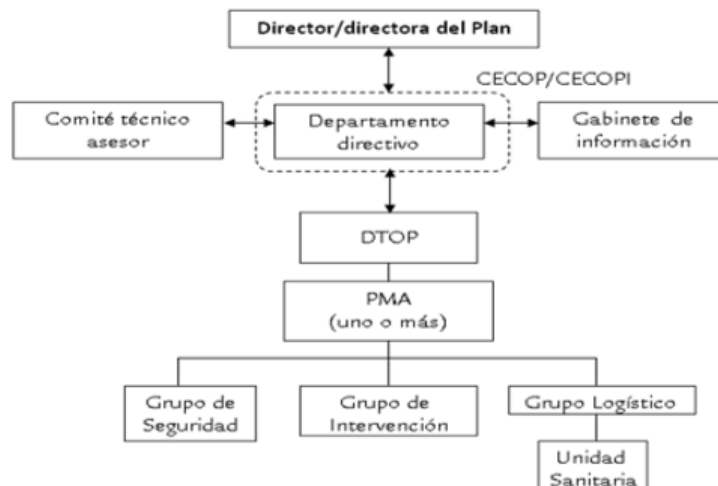 Director/directora del Plan
CECOP/CECOPI
Comité técnico
asesor
Departamento
directivo
Gabinete de
información
DTOP
PMA
(uno o más)
Grupo de
Seguridad
Grupo de
Intervención
Grupo Logístico
Unidad
Sanitaria